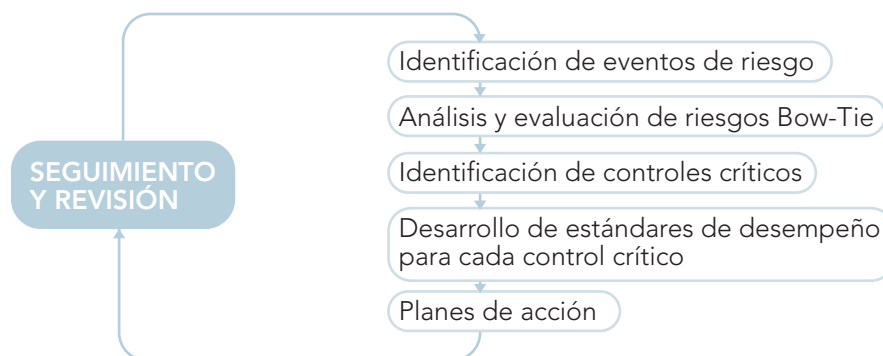 Identificación de eventos de riesgo
Análisis y evaluación de riesgos Bow-Tie
SEGUIMIENTO
Y REVISIÓN
Identificación de controles críticos
Desarrollo de estándares de desempeño
para cada control crítico
Planes de acción